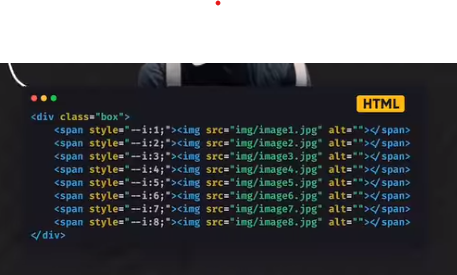 HTML
<div class="box">
<span style="--i:1;"><img src="img/image1.jpg" alt=""></span>
<span style="--i:2;"><img src="img/image2.jpg" alt=""></span>
<span style="--i:3;"><img src="img/image3.jpg" alt=""></span>
<span style="--i:4;"><img src="img/image4.jpg" alt=""></span>
<span style="--i:5;"><img src="img/image5.jpg" alt=""></span>
<span style="--i:6;"><img src="img/image6.jpg" alt=""></span>
<span style="--i:7;"><img src="img/image7.jpg" alt=""></span>
<span style="--i:8;"><img src="img/image8.jpg" alt=""></span>
</div>